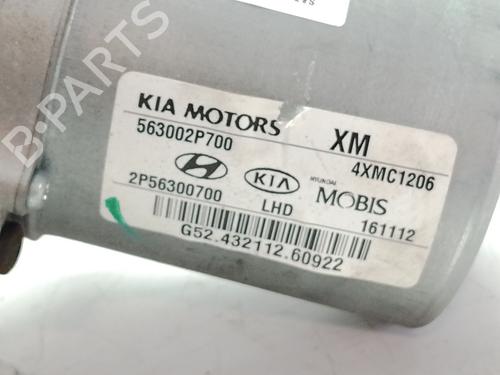 B-PARTS
KIA MOTORS XM
563002P700 4XMC1206
KIA HYUNDAI MOBIS
2P56300700 LHD 161112
G52.432112.60922